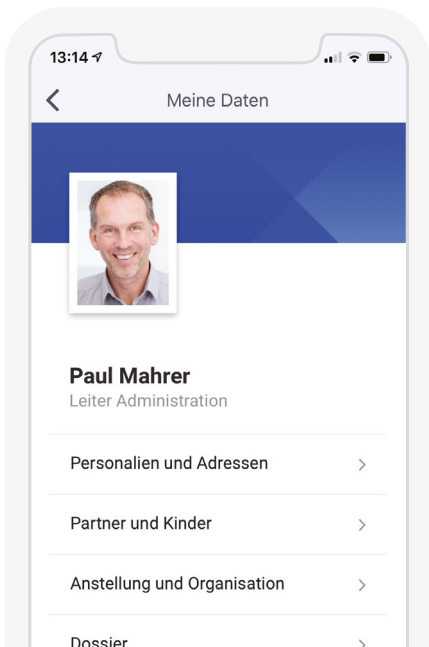 13:14
Meine Daten
Paul Mahrer
Leiter Administration
Personalien und Adressen
Partner und Kinder
Anstellung und Organisation
Dossier